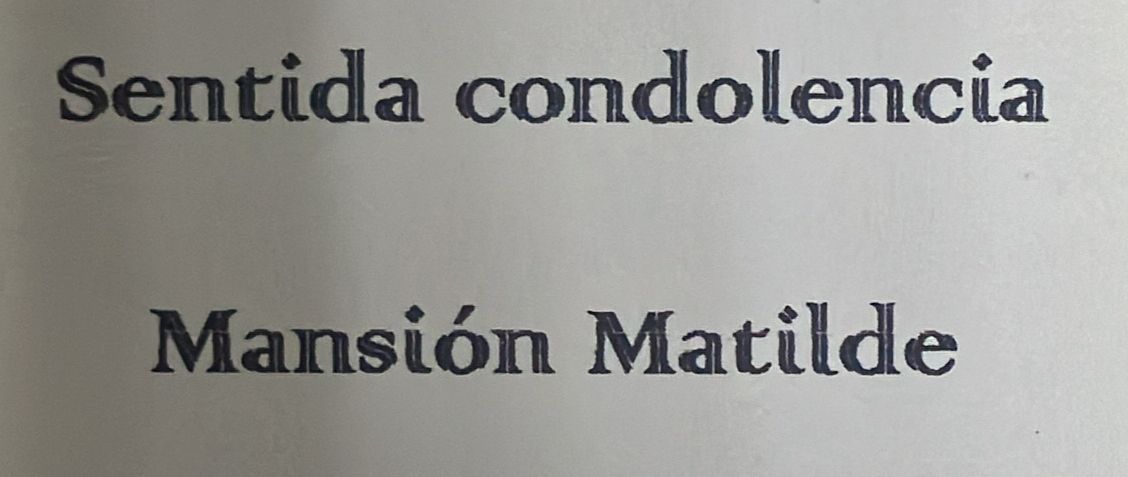 Sentida condolencia
Mansión Matilde